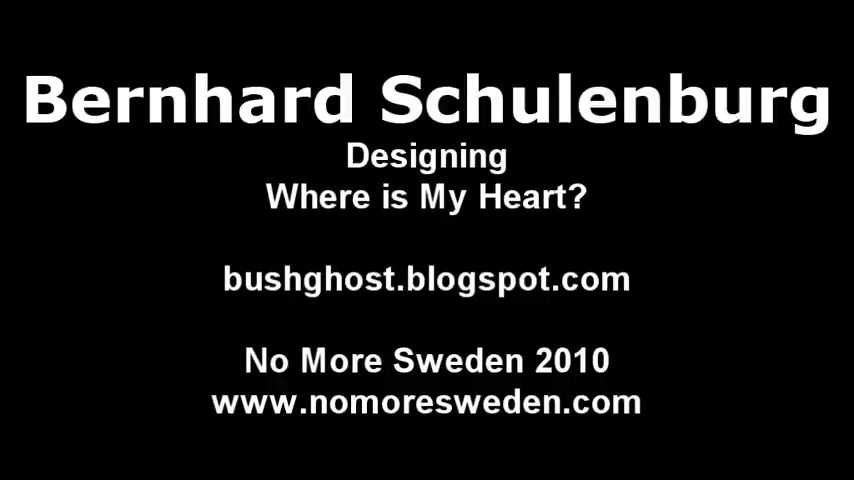 Bernhard Schulenburg
Designing
Where is My Heart?
bushghost.blogspot.com
No More Sweden 2010
www.nomoresweden.com